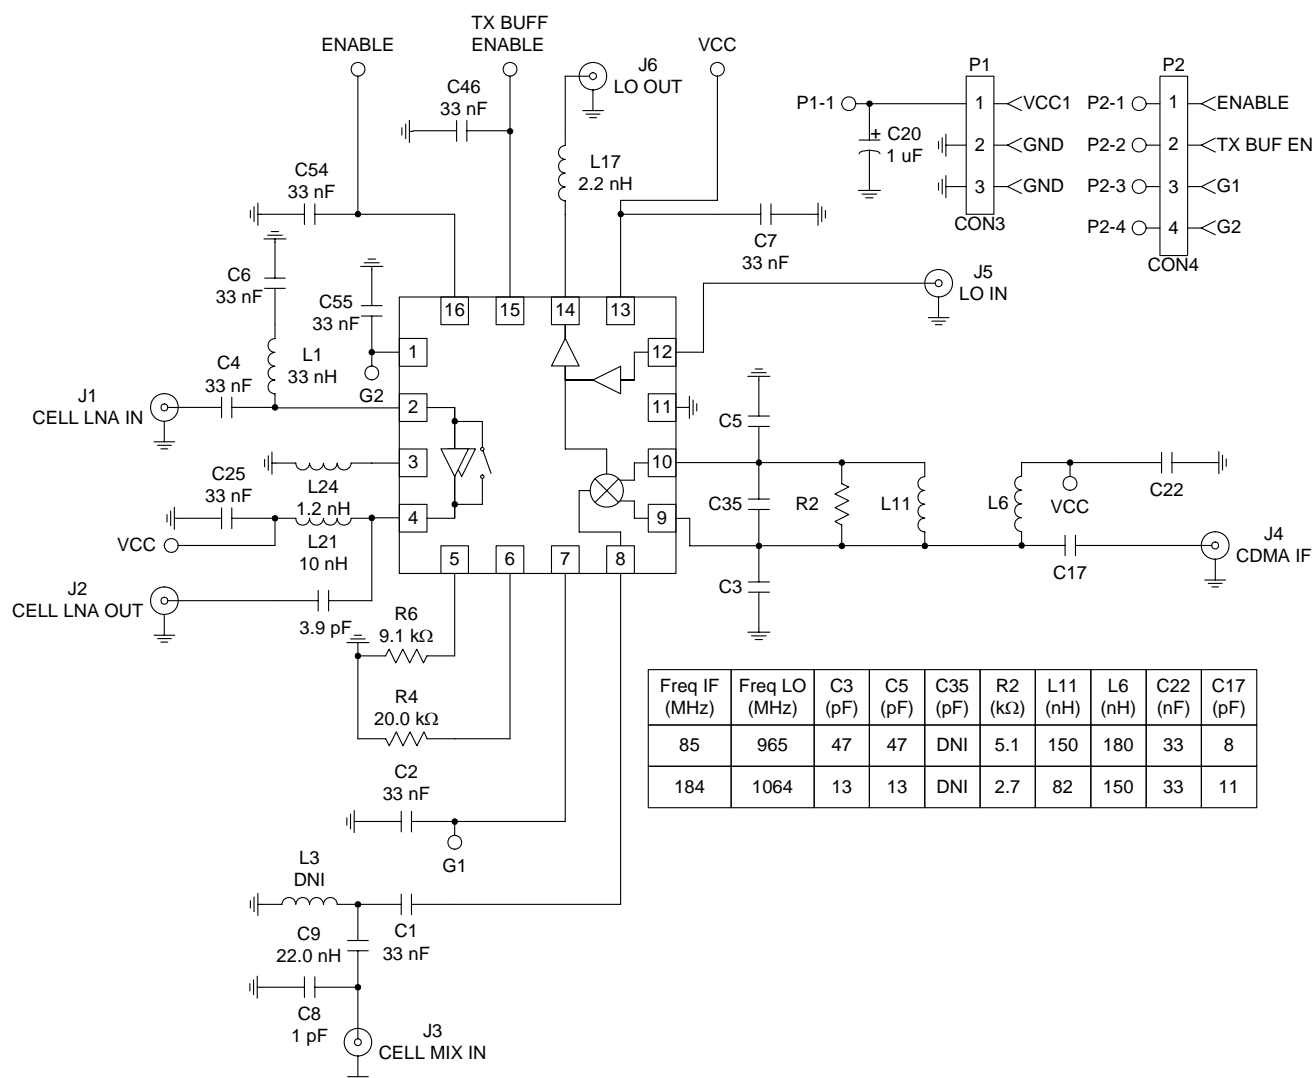 ENABLE
TX BUFF
ENABLE
J6
LO OUT
VCC
C46
33 nF
L17
2.2 nH
C54
33 nF
C7
33 nF
P1-1
C20
1 uF
+
P1
1
VCC1
2
GND
3
GND
CON3
P2
P2-1
1
ENABLE
P2-2
2
TX BUF EN
P2-3
3
G1
P2-4
4
G2
CON4
C6
33 nF
C55
33 nF
L1
33 nH
C4
33 nF
J1
CELL LNA IN
G2
16
15
14
13
1
2
3
4
12
11
10
9
5
6
7
8
J5
LO IN
L24
1.2 nH
C25
33 nF
VCC
L21
10 nH
J2
CELL LNA OUT
3.9 pF
R6
9.1 kΩ
R4
20.0 kΩ
C2
33 nF
G1
L3
DNI
C1
33 nF
C9
22.0 nH
C8
1 pF
J3
CELL MIX IN
C5
C35
R2
L11
L6
VCC
C22
C3
C17
J4
CDMA IF
Freq IF (MHz) Freq LO (MHz) C3 (pF) C5 (pF) C35 (pF) R2 (kΩ) L11 (nH) L6 (nH) C22 (nF) C17 (pF)
85 965 47 47 DNI 5.1 150 180 33 8
184 1064 13 13 DNI 2.7 82 150 33 11